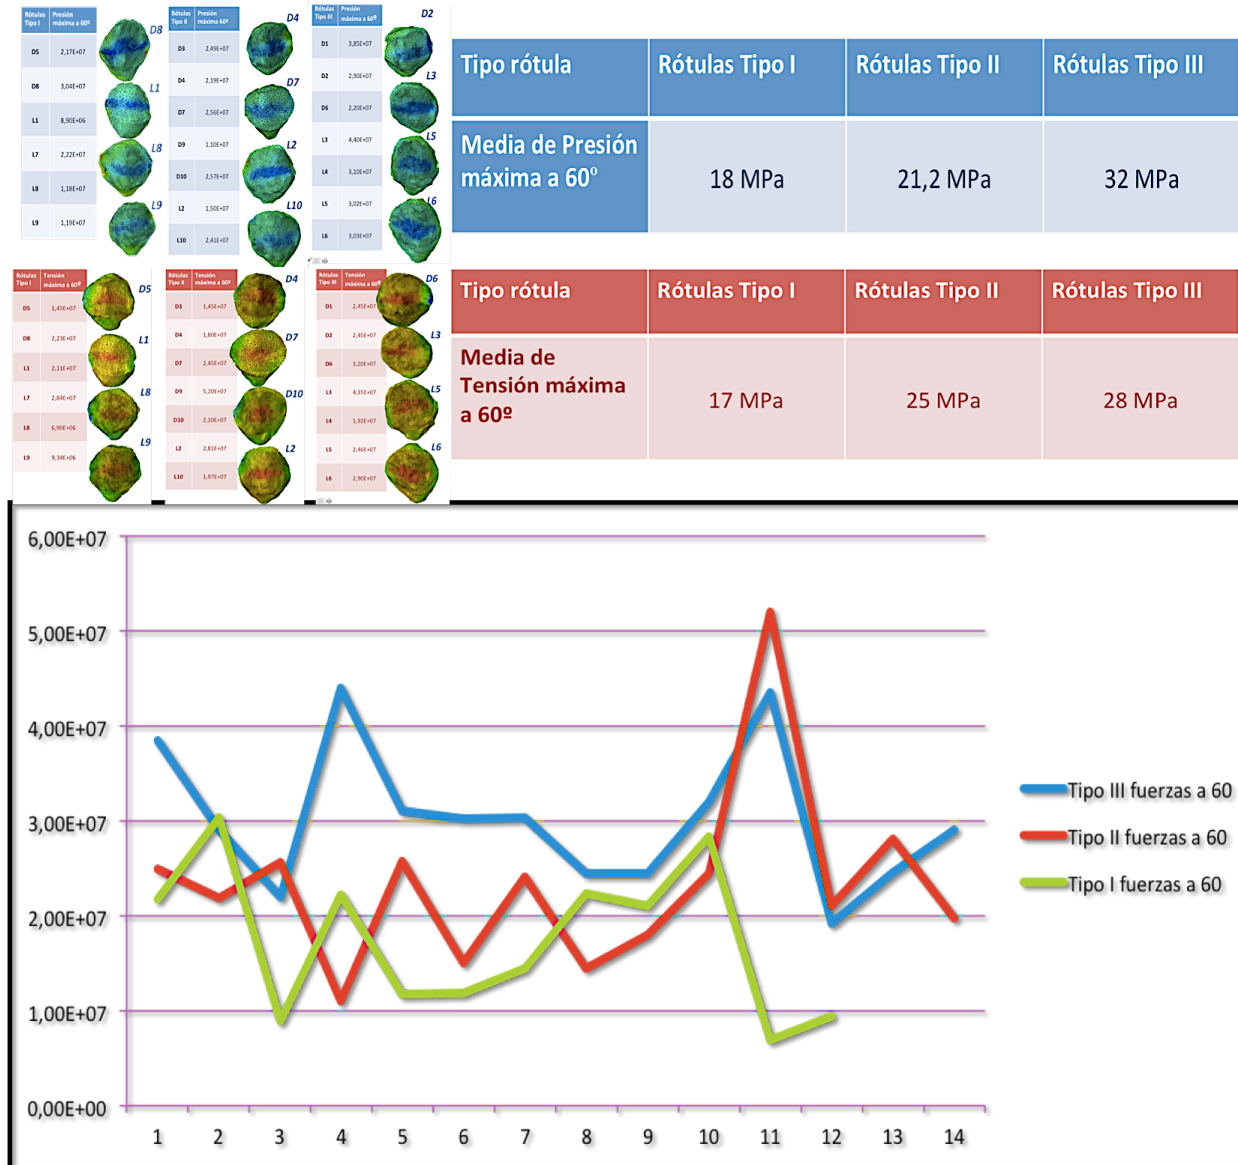 Rótulas Tipo I Presión máxima a 60º
D5 2,17E+07
D8 3,04E+07
L1 8,90E+06
L7 2,22E+07
L8 1,18E+07
L9 1,19E+07
D8
L1
L8
L9
Rótulas Tipo II Presión máxima a 60º
D3 2,49E+07
D4 2,19E+07
D7 2,56E+07
D9 1,10E+07
D10 2,57E+07
L2 1,50E+07
L10 2,41E+07
D4
D7
L2
L10
Rótulas Tipo III Presión máxima a 60º
D1 3,85E+07
D2 2,90E+07
D6 2,20E+07
L3 4,40E+07
L4 3,10E+07
L5 3,02E+07
L6 3,03E+07
D2
L3
L5
L6
Tipo rótula Rótulas Tipo I Rótulas Tipo II Rótulas Tipo III
Media de Presión
máxima a 60º
18 MPa 21,2 MPa 32 MPa
Rótulas Tipo I Tensión máxima a 60º
D5 1,45E+07
D8 2,23E+07
L1 2,11E+07
L7 2,84E+07
L8 6,90E+06
L9 9,34E+06
D5
L1
L8
L9
Rótulas Tipo II Tensión máxima a 60º
D3 1,45E+07
D4 1,80E+07
D7 2,45E+07
D9 5,20E+07
D10 2,10E+07
L2 2,81E+07
L10 1,97E+07
D4
D7
D10
L2
Rótulas Tipo III Tensión máxima a 60º
D1 2,45E+07
D2 2,45E+07
D6 3,20E+07
L3 4,35E+07
L4 1,92E+07
L5 2,46E+07
L6 2,90E+07
D6
L3
L5
L6
Tipo rótula Rótulas Tipo I Rótulas Tipo II Rótulas Tipo III
Media de
Tensión máxima
a 60º
17 MPa 25 MPa 28 MPa
6,00E+07
5,00E+07
4,00E+07
3,00E+07
2,00E+07
1,00E+07
0,00E+00
1 2 3 4 5 6 7 8 9 10 11 12 13 14
Tipo III fuerzas a 60
Tipo II fuerzas a 60
Tipo I fuerzas a 60